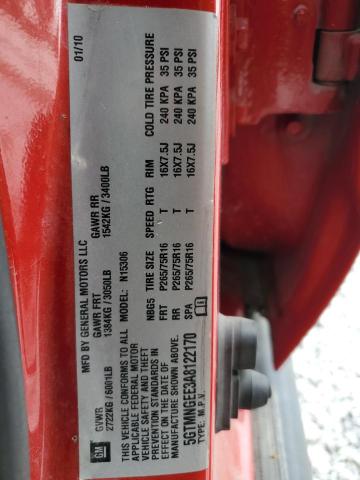 MFD BY GENERAL MOTORS LLC
01/10
GM
GVWR
2722KG / 6001LB
GAWR FRT
1384KG / 3050LB
GAWR RR
1542KG / 3400LB
THIS VEHICLE CONFORMS TO ALL
APPLICABLE FEDERAL MOTOR
VEHICLE SAFETY AND THEFT
PREVENTION STANDARDS IN
EFFECT ON THE DATE OF
MANUFACTURE SHOWN ABOVE.
5GTMNGEE3A8122170
TYPE: M.P.V.
MODEL: N15306
NBG5 TIRE SIZE SPEED RTG RIM COLD TIRE PRESSURE
FRT P265/75R16 T 16X7.5J 240 KPA 35 PSI
RR P265/75R16 T 16X7.5J 240 KPA 35 PSI
SPA P265/75R16 T 16X7.5J 240 KPA 35 PSI